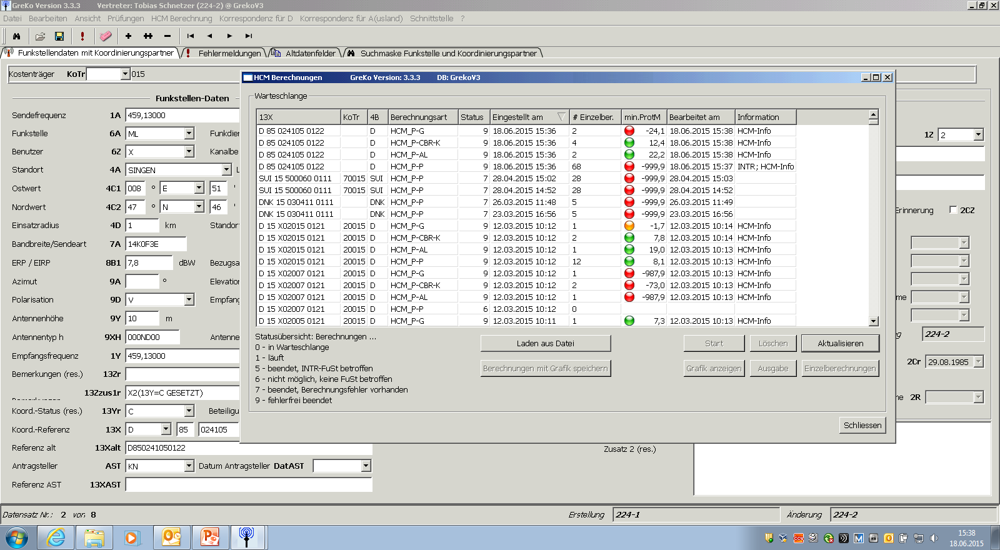 GreKo Version 3.3.3 Vertreter: Tobias Schnetzer (224-2) @ GrekoV3
Datei Bearbeiten Ansicht Prüfungen HCM Berechnung Korrespondenz für D Korrespondenz für A(usland) Schnittstelle ?
Funkstellendaten mit Koordinierungspartner Fehlermeldungen Altdatenfelder Suchmaske Funkstelle und Koordinierungspartner
Kostenträger KoTr 015
Funkstellen-Daten
Sendefrequenz 1A 459,13000
Funkstelle 6A ML Funkdier
Benutzer 6Z X Kanalbe
Standort 4A SINGEN L
Ostwert 4C1 008 ° E 51 '
Nordwert 4C2 47 ° N 46 '
Einsatzradius 4D 1 km Standor
Bandbreite/Sendeart 7A 14K0F3E
ERP / EIRP 8B1 7,8 dBW Bezugsa
Azimut 9A ° Elevation
Polarisation 9D V Empfang
Antennenhöhe 9Y 10 m
Antennentyp h 9XH 000ND00 Antenne
Empfangsfrequenz 1Y 459,13000
Bemerkungen (res.) 13Zr
13Zzus1r X2(13Y=C GESETZT)
Koord.-Status (res.) 13Yr C Beteiligu
Koord.-Referenz 13X D 85 024105
Referenz alt 13Xalt D850241050122
Antragsteller AST KN Datum Antragsteller DatAST
Referenz AST 13XAST
HCM Berechnungen GreKo Version: 3.3.3 DB: GrekoV3
Warteschlange
13X KoTr 4B Berechnungsart Status Eingestellt am # Einzelber. min.ProtM Bearbeitet am Information
D 85 024105 0122 D HCM_P-G 9 18.06.2015 15:36 2 -24,1 18.06.2015 15:38 HCM-Info
D 85 024105 0122 D HCM_P-CBR-K 9 18.06.2015 15:36 4 12,4 18.06.2015 15:38 HCM-Info
D 85 024105 0122 D HCM_P-AL 9 18.06.2015 15:36 2 22,2 18.06.2015 15:38 HCM-Info
D 85 024105 0122 D HCM_P-P 9 18.06.2015 15:36 68 -999,9 18.06.2015 15:37 INTR; HCM-Info
SUI 15 500060 0111 70015 SUI HCM_P-P 7 28.04.2015 15:02 28 -999,9 28.04.2015 15:03
SUI 15 500060 0111 70015 SUI HCM_P-P 7 28.04.2015 14:52 28 -999,9 28.04.2015 14:52
DNK 15 030411 0111 DNK HCM_P-P 7 26.03.2015 11:48 5 -999,9 26.03.2015 11:49
DNK 15 030411 0111 DNK HCM_P-P 7 23.03.2015 16:56 5 -999,9 23.03.2015 16:56
D 15 X02015 0121 20015 D HCM_P-G 9 12.03.2015 10:12 1 -1,7 12.03.2015 10:14 HCM-Info
D 15 X02015 0121 20015 D HCM_P-CBR-K 9 12.03.2015 10:12 2 7,8 12.03.2015 10:14 HCM-Info
D 15 X02015 0121 20015 D HCM_P-AL 9 12.03.2015 10:12 1 19,0 12.03.2015 10:13 HCM-Info
D 15 X02015 0121 20015 D HCM_P-P 9 12.03.2015 10:12 12 8,1 12.03.2015 10:13 HCM-Info
D 15 X02007 0121 20015 D HCM_P-G 9 12.03.2015 10:12 1 -987,9 12.03.2015 10:13 HCM-Info
D 15 X02007 0121 20015 D HCM_P-CBR-K 9 12.03.2015 10:12 2 -73,0 12.03.2015 10:13 HCM-Info
D 15 X02007 0121 20015 D HCM_P-AL 9 12.03.2015 10:12 1 -987,9 12.03.2015 10:13 HCM-Info
D 15 X02007 0121 20015 D HCM_P-P 6 12.03.2015 10:12 0
D 15 X02005 0121 20015 D HCM_P-G 9 12.03.2015 10:11 1 7,3 12.03.2015 10:13 HCM-Info
Statusübersicht: Berechnungen ...
0 - in Warteschlange
1 - läuft
5 - beendet, INTR-FuSt betroffen
6 - nicht möglich, keine FuSt betroffen
7 - beendet, Berechnungsfehler vorhanden
9 - fehlerfrei beendet
Laden aus Datei Start Löschen Aktualisieren
Berechnungen mit Grafik speichern Grafik anzeigen Ausgabe Einzelberechnungen
Schliessen
1Z 2
Erinnerung 2CZ
me
g 224-2
2Cr 29.08.1985
me 2R
Zusatz 2 (res.)
Datensatz Nr.: 2 von 8 Erstellung 224-1 Änderung 224-2
15:38
18.06.2015